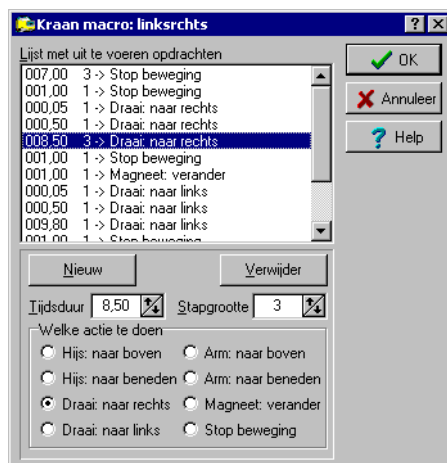 Kraan macro: linksrchts
Lijst met uit te voeren opdrachten
007,00 3 -> Stop beweging
001,00 1 -> Stop beweging
000,05 1 -> Draai: naar rechts
000,50 1 -> Draai: naar rechts
008,50 3 -> Draai: naar rechts
001,00 1 -> Stop beweging
001,00 1 -> Magneet: verander
000,05 1 -> Draai: naar links
000,50 1 -> Draai: naar links
009,80 1 -> Draai: naar links
001,00 1 -> Stop beweging
OK
Annuleer
Help
Nieuw Verwijder
Tijdsduur 8,50 Stapgrootte 3
Welke actie te doen
Hijs: naar boven Arm: naar boven
Hijs: naar beneden Arm: naar beneden
Draai: naar rechts Magneet: verander
Draai: naar links Stop beweging